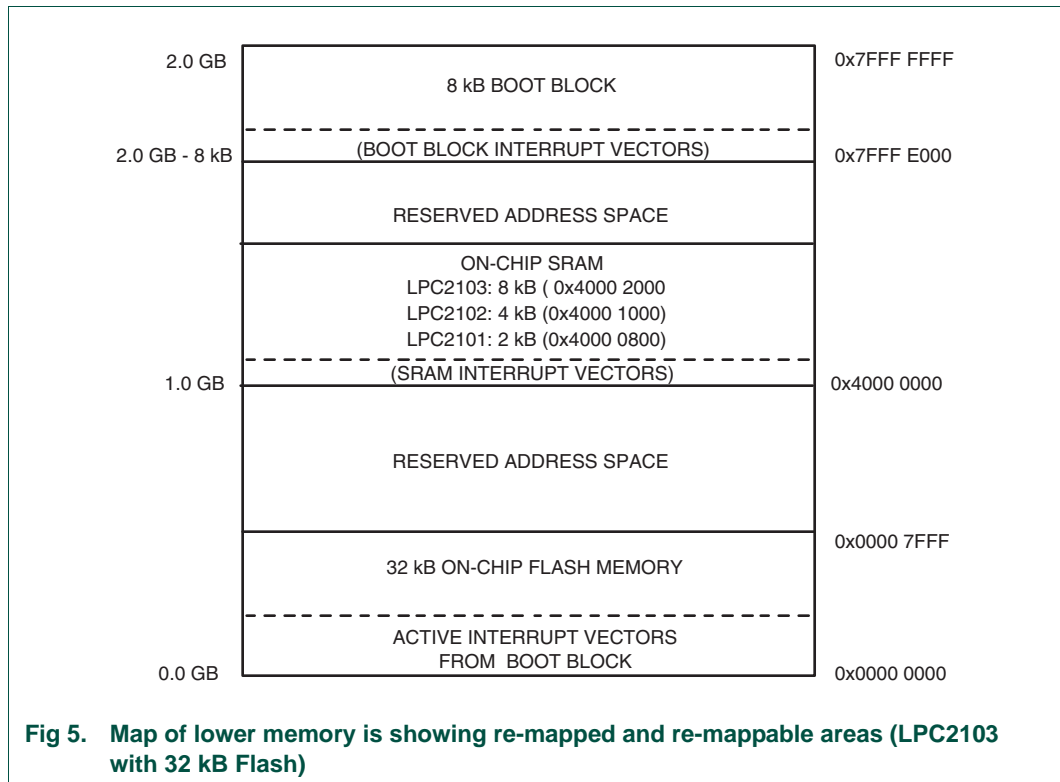 2.0 GB
0x7FFF FFFF
8 kB BOOT BLOCK
2.0 GB - 8 kB
(BOOT BLOCK INTERRUPT VECTORS)
0x7FFF E000
RESERVED ADDRESS SPACE
ON-CHIP SRAM
LPC2103: 8 kB ( 0x4000 2000
LPC2102: 4 kB (0x4000 1000)
LPC2101: 2 kB (0x4000 0800)
(SRAM INTERRUPT VECTORS)
1.0 GB
0x4000 0000
RESERVED ADDRESS SPACE
0x0000 7FFF
32 kB ON-CHIP FLASH MEMORY
ACTIVE INTERRUPT VECTORS
FROM BOOT BLOCK
0.0 GB
0x0000 0000
Fig 5. Map of lower memory is showing re-mapped and re-mappable areas (LPC2103
with 32 kB Flash)